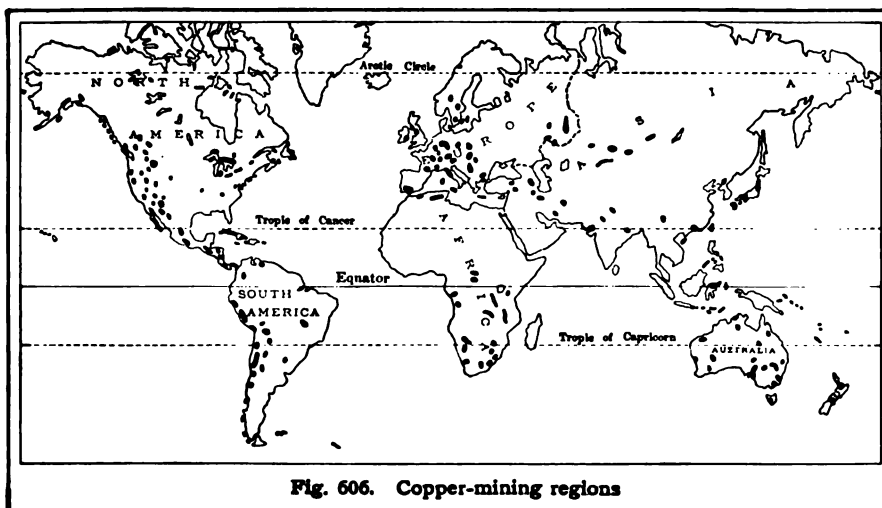 Arctic Circle
NORTH
AMERICA
EUROPE
ASIA
Tropic of Cancer
AFRICA
Equator
SOUTH
AMERICA
Tropic of Capricorn
AUSTRALIA
Fig. 606. Copper-mining regions